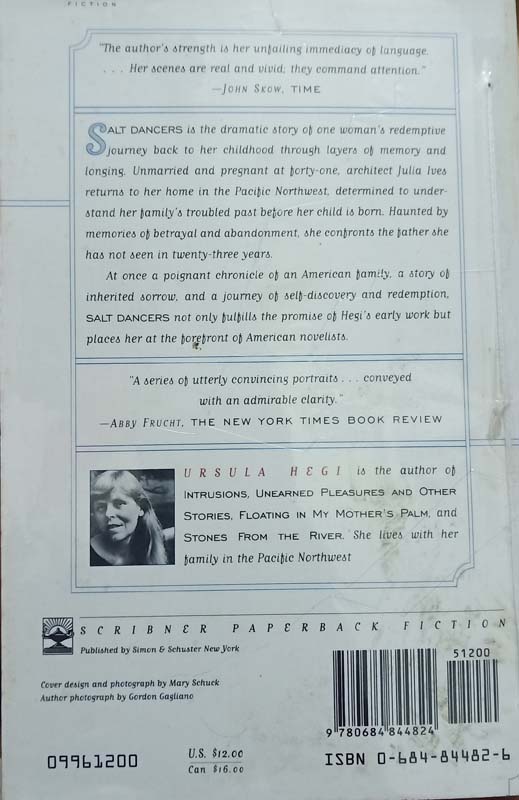 FICTION
"The author's strength is her unfailing immediacy of language.
. . . Her scenes are real and vivid; they command attention."
—JOHN SKOW, TIME
SALT DANCERS is the dramatic story of one woman's redemptive
journey back to her childhood through layers of memory and
longing. Unmarried and pregnant at forty-one, architect Julia Ives
returns to her home in the Pacific Northwest, determined to under-
stand her family's troubled past before her child is born. Haunted by
memories of betrayal and abandonment, she confronts the father she
has not seen in twenty-three years.
At once a poignant chronicle of an American family, a story of
inherited sorrow, and a journey of self-discovery and redemption,
SALT DANCERS not only fulfills the promise of Hegi's early work but
places her at the forefront of American novelists.
"A series of utterly convincing portraits . . . conveyed
with an admirable clarity."
—ABBY FRUCHT, THE NEW YORK TIMES BOOK REVIEW
URSULA HEGI is the author of
INTRUSIONS, UNEARNED PLEASURES AND OTHER
STORIES, FLOATING IN MY MOTHER'S PALM, and
STONES FROM THE RIVER. She lives with her
family in the Pacific Northwest
SCRIBNER PAPERBACK FICTION
Published by Simon & Schuster New York
Cover design and photograph by Mary Schuck
Author photograph by Gordon Gagliano
51200
9 780684 844824
09961200
U.S. $12.00
Can $16.00
ISBN 0-684-84482-6